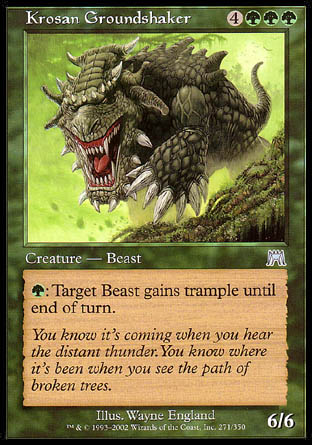 Krosan Groundshaker 4
Creature — Beast
: Target Beast gains trample until
end of turn.
You know it's coming when you hear
the distant thunder. You know where
it's been when you see the path of
broken trees.
Illus. Wayne England
6/6
™ & © 1993–2002 Wizards of the Coast, Inc. 271/350